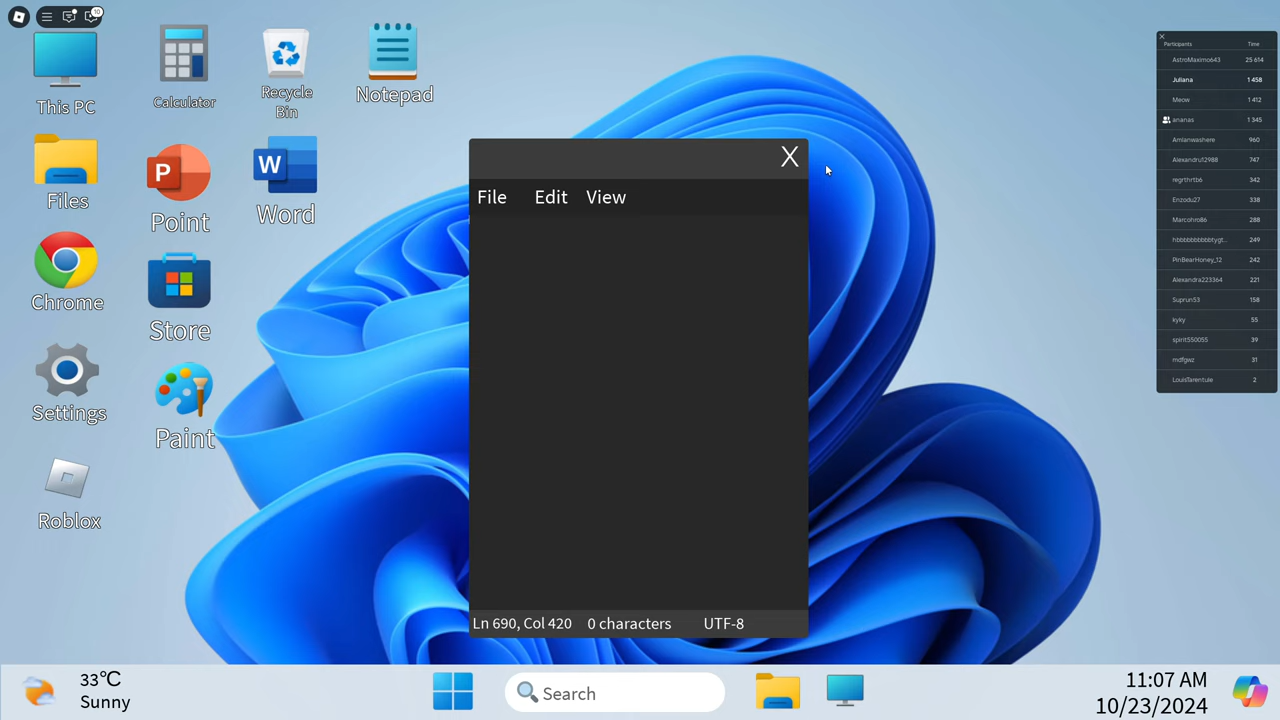 10
This PC
Calculator
Recycle
Bin
Notepad
Files
Point
Word
Chrome
Store
Settings
Paint
Roblox
X
File Edit View
Ln 690, Col 420 0 characters UTF-8
Participants Time
AstroMaximo643 25 614
Juliana 1 458
Meow 1 412
ananas 1 345
Amlanwashere 960
Alexandru12988 747
regrthrtb6 342
Enzodu27 338
Marcohro86 288
hbbbbbbbbbbtygt... 249
PinBearHoney_12 242
Alexandra223364 221
Suprun53 158
kyky 55
spirit550055 39
mdfgwz 31
LouisTarentule 2
33℃
Sunny
Search
11:07 AM
10/23/2024